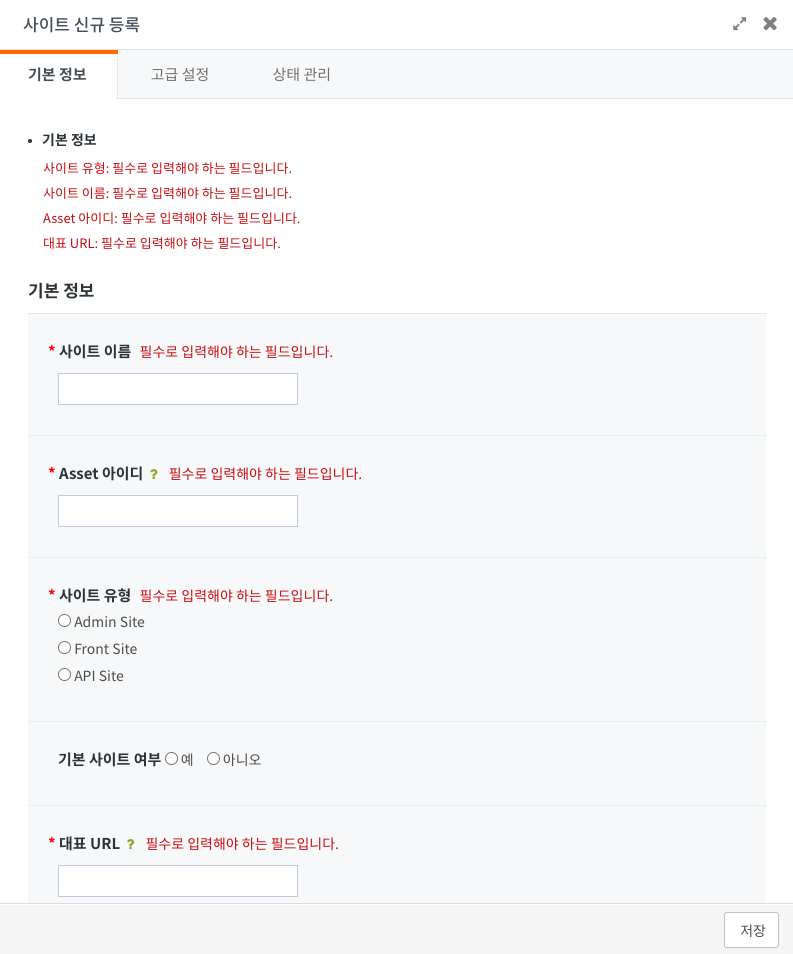 사이트 신규 등록
기본 정보 고급 설정 상태 관리
• 기본 정보
사이트 유형: 필수로 입력해야 하는 필드입니다.
사이트 이름: 필수로 입력해야 하는 필드입니다.
Asset 아이디: 필수로 입력해야 하는 필드입니다.
대표 URL: 필수로 입력해야 하는 필드입니다.
기본 정보
* 사이트 이름 필수로 입력해야 하는 필드입니다.
* Asset 아이디 ? 필수로 입력해야 하는 필드입니다.
* 사이트 유형 필수로 입력해야 하는 필드입니다.
Admin Site
Front Site
API Site
기본 사이트 여부 예 아니오
* 대표 URL ? 필수로 입력해야 하는 필드입니다.
저장